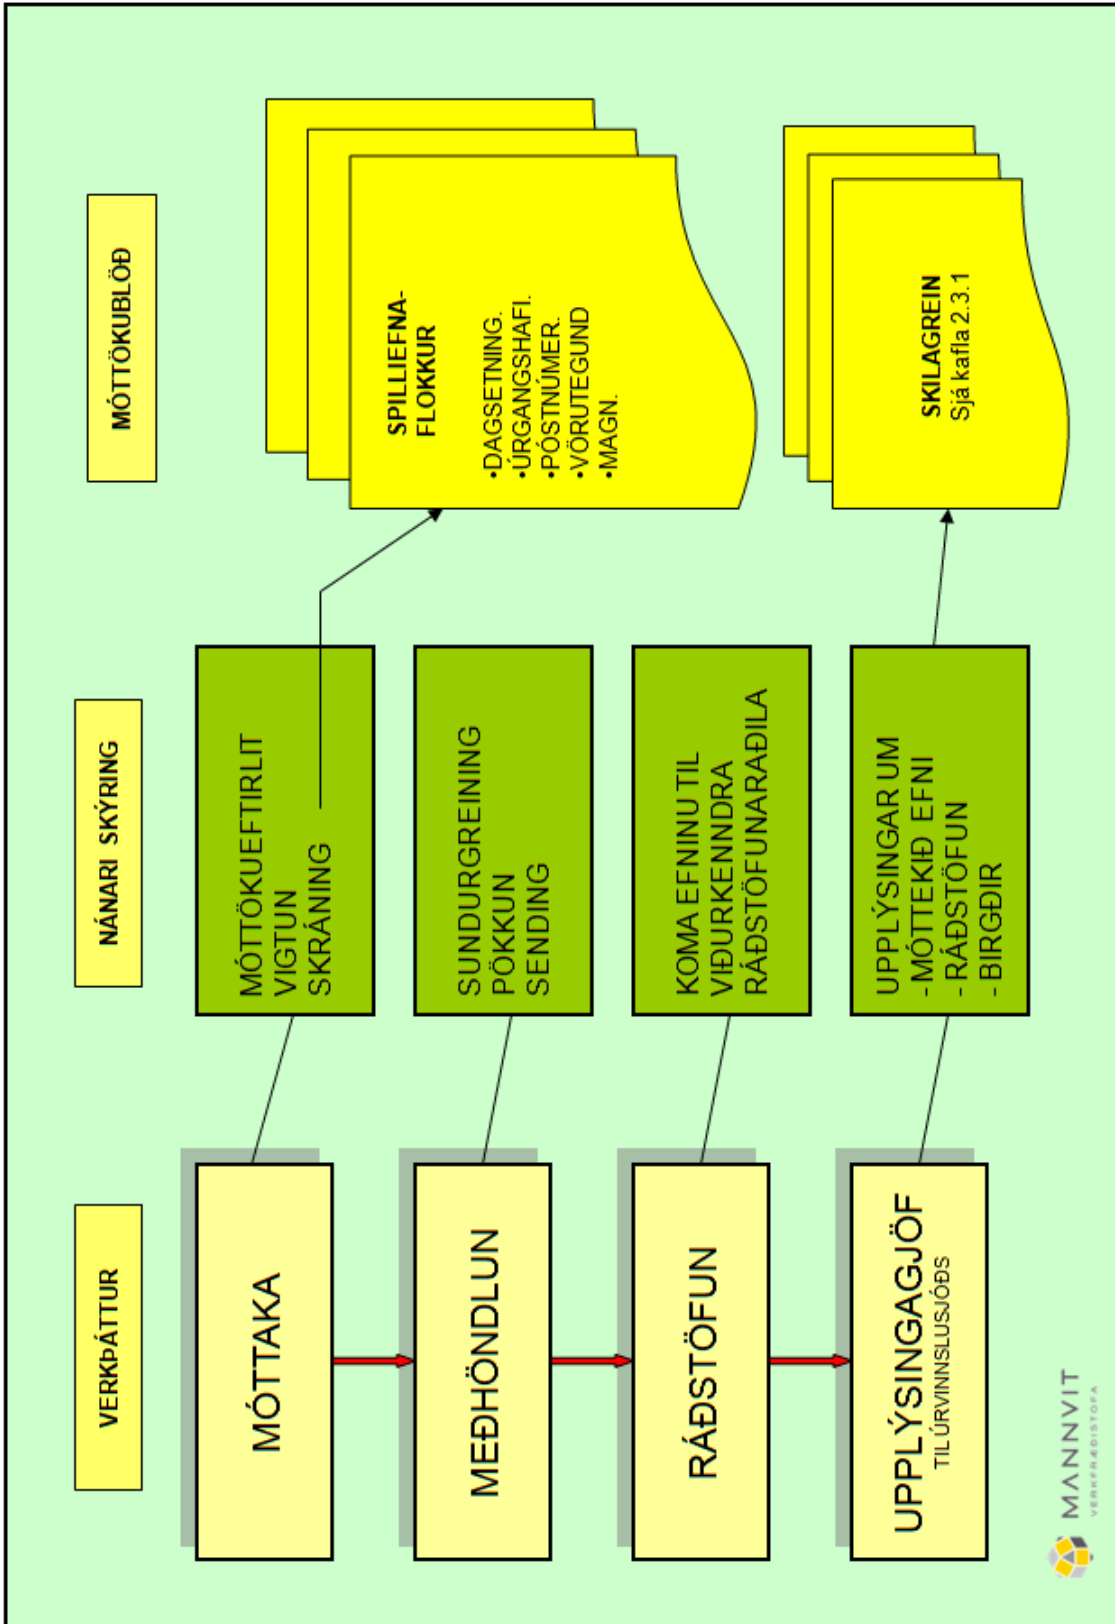 VERKÞÁTTUR
NÁNARI SKÝRING
MÓTTÖKUBLÖÐ
MÓTTAKA
MÓTTÖKUEFTIRLIT
VIGTUN
SKRÁNING
SPILLIEFNA-
FLOKKUR
•DAGSETNING.
•ÚRGANGSHAFI.
•PÓSTNÚMER.
•VÖRUTEGUND
•MAGN.
MEÐHÖNDLUN
SUNDURGREINING
PÖKKUN
SENDING
RÁÐSTÖFUN
KOMA EFNINU TIL
VIÐURKENNDRA
RÁÐSTÖFUNARAÐILA
UPPLÝSINGAGJÖF
TIL ÚRVINNSLUSJÓÐS
UPPLÝSINGAR UM
- MÓTTEKIÐ EFNI
- RÁÐSTÖFUN
- BIRGÐIR
SKILAGREIN
Sjá kafla 2.3.1
MANNVIT
VERKFRÆÐISTOFA